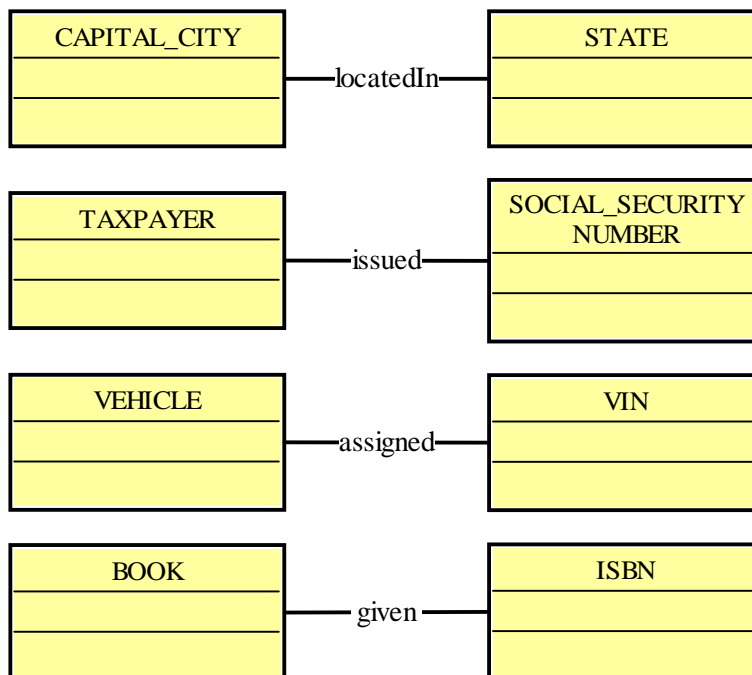 CAPITAL_CITY
locatedIn
STATE
TAXPAYER
issued
SOCIAL_SECURITY
NUMBER
VEHICLE
assigned
VIN
BOOK
given
ISBN